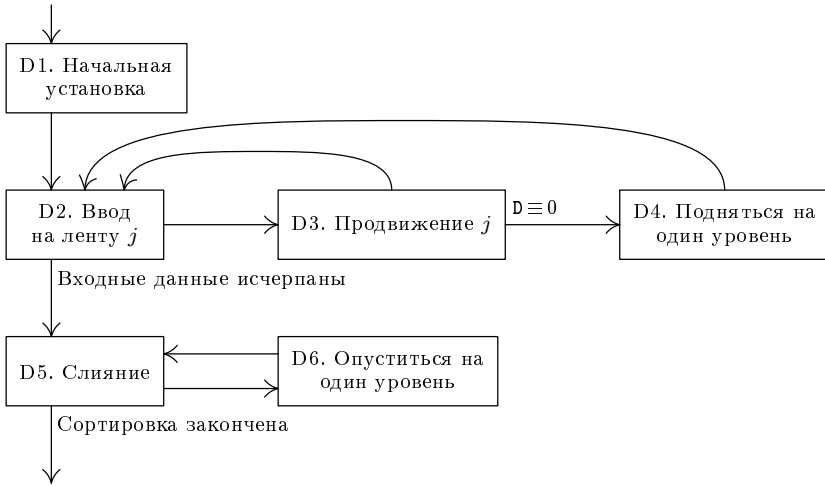 D1. Начальная
установка
D2. Ввод
на ленту j
D3. Продвижение j
D≡0
D4. Подняться на
один уровень
Входные данные исчерпаны
D5. Слияние
D6. Опуститься на
один уровень
Сортировка закончена